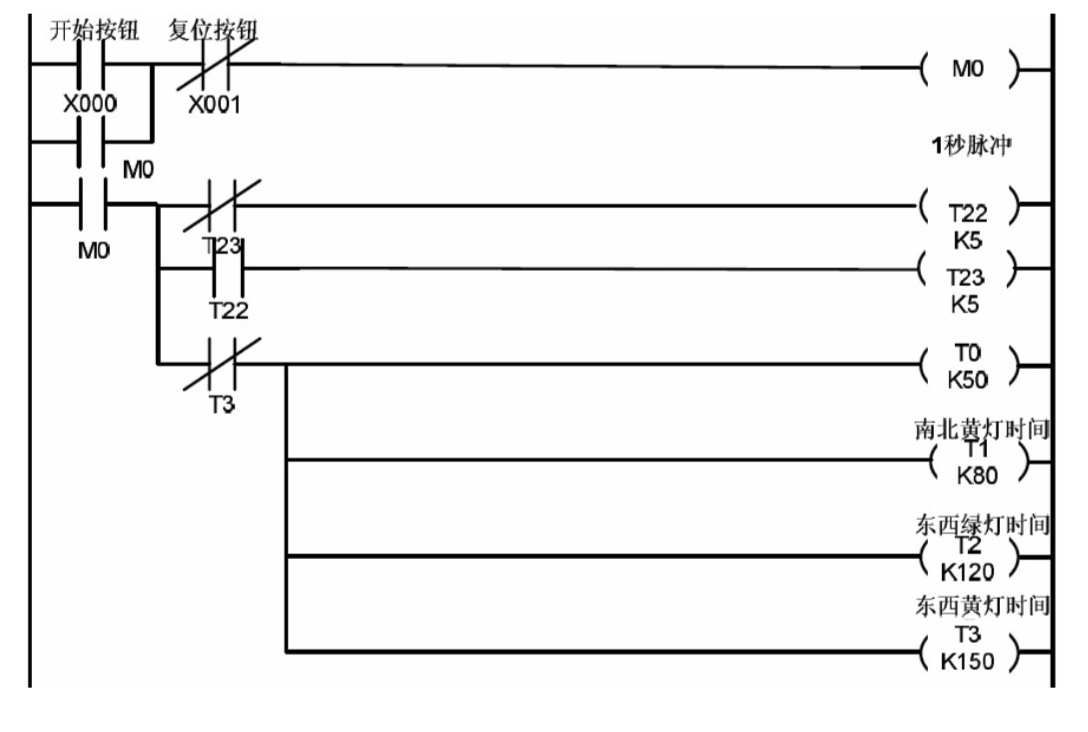 开始按钮 复位按钮
M0
X000 X001
1秒脉冲
M0
T22
K5
M0 T23
T23
K5
T22
T0
K50
T3
南北黄灯时间
T1
K80
东西绿灯时间
T2
K120
东西黄灯时间
T3
K150